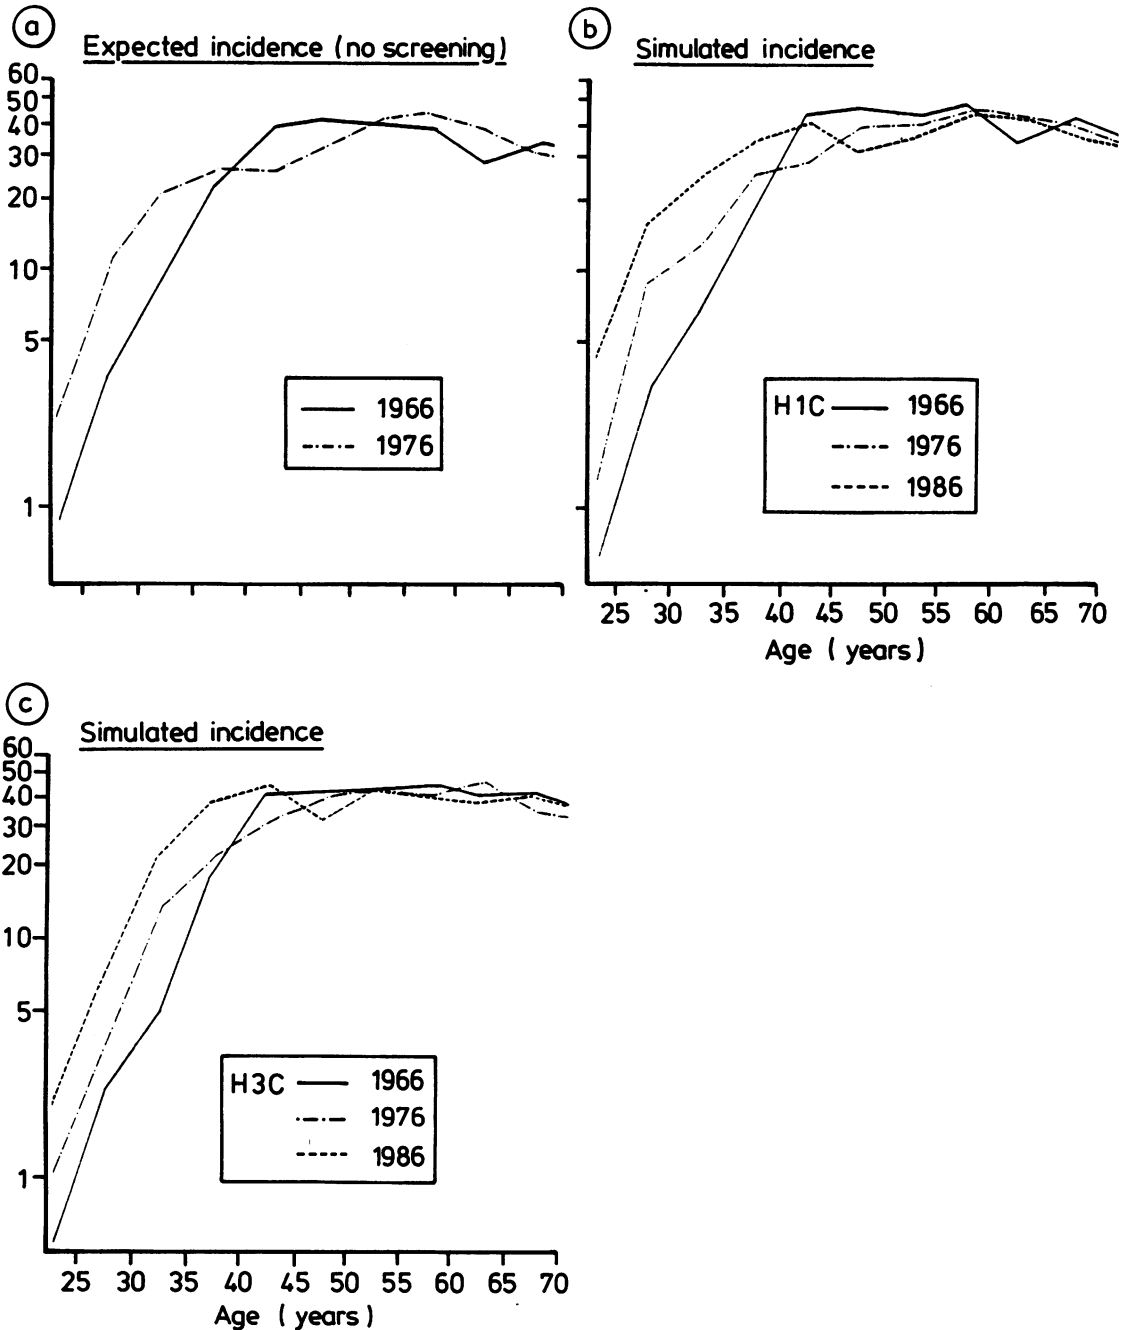 a
Expected incidence (no screening)
60
50
40
30
20
10
5
1
1966
1976
b
Simulated incidence
H1C 1966
1976
1986
25 30 35 40 45 50 55 60 65 70
Age (years)
c
Simulated incidence
60
50
40
30
20
10
5
1
H3C 1966
1976
1986
25 30 35 40 45 50 55 60 65 70
Age (years)